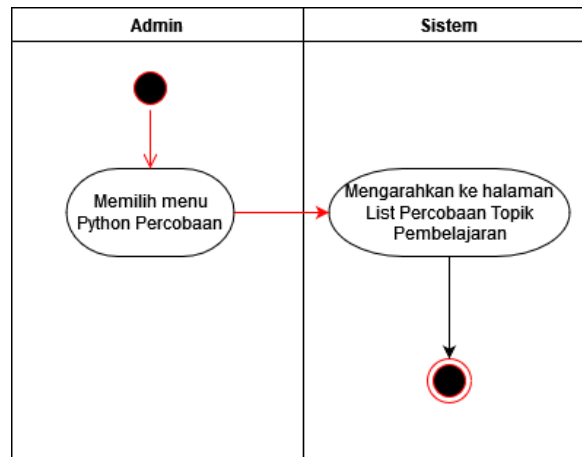 Admin
Sistem
Memilih menu
Python Percobaan
Mengarahkan ke halaman
List Percobaan Topik
Pembelajaran